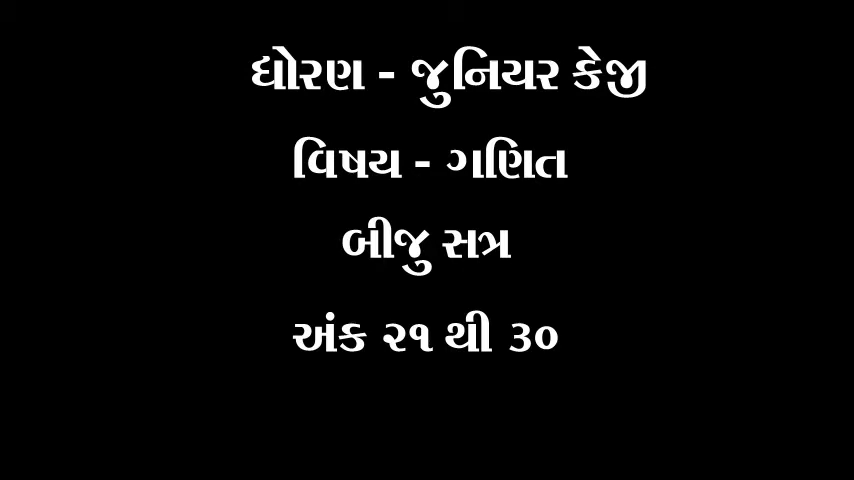 ધોરણ - જુનિયર કેજી
વિષય - ગણિત
બીજુ સત્ર
અંક ૨૧ થી ૩૦